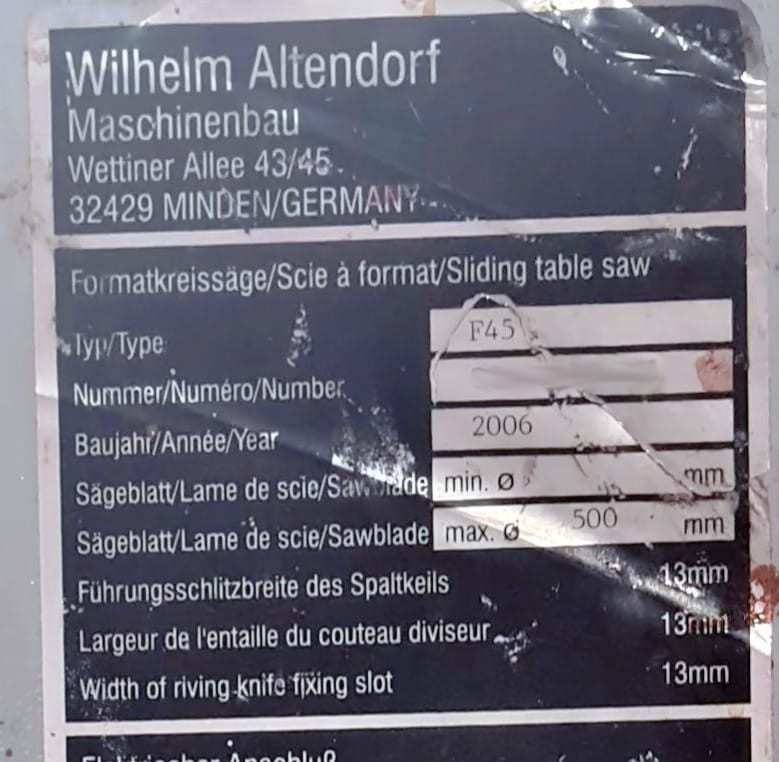 Wilhelm Altendorf
Maschinenbau
Wettiner Allee 43/45
32429 MINDEN/GERMANY
Formatkreissäge/Scie à format/Sliding table saw
Typ/Type F45
Nummer/Numéro/Number
Baujahr/Année/Year 2006
Sägeblatt/Lame de scie/Sawblade min. Ø mm
Sägeblatt/Lame de scie/Sawblade max. Ø 500 mm
Führungsschlitzbreite des Spaltkeils 13mm
Largeur de l'entaille du couteau diviseur 13mm
Width of riving knife fixing slot 13mm
Elektrischer Anschluß